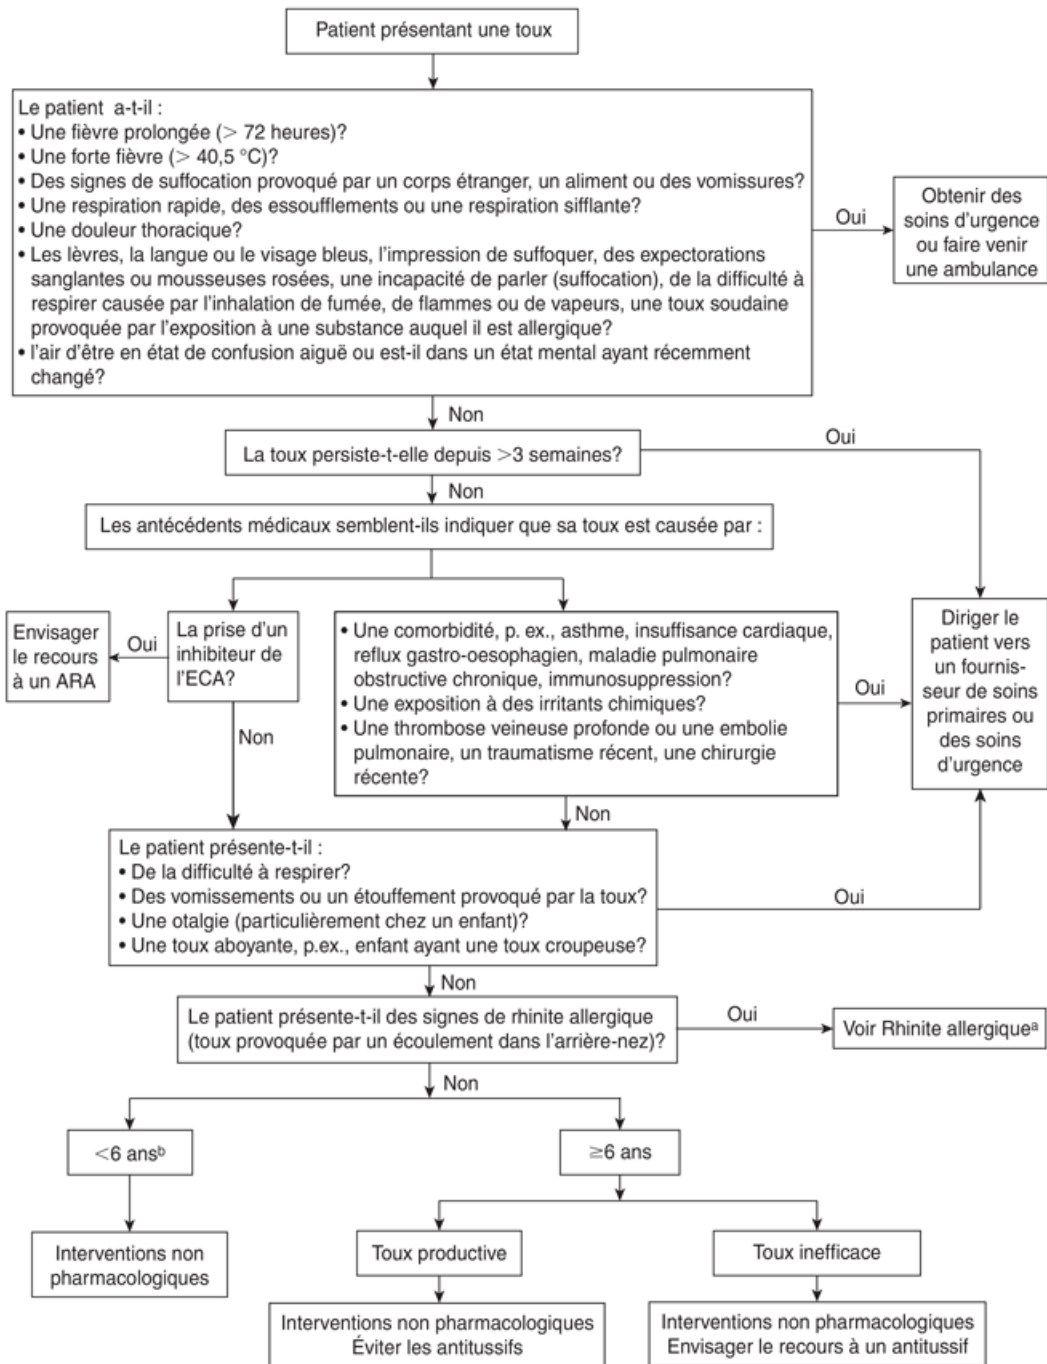 Patient présentant une toux
Le patient a-t-il :
• Une fièvre prolongée (> 72 heures)?
• Une forte fièvre (> 40,5 °C)?
• Des signes de suffocation provoqué par un corps étranger, un aliment ou des vomissures?
• Une respiration rapide, des essoufflements ou une respiration sifflante?
• Une douleur thoracique?
• Les lèvres, la langue ou le visage bleus, l'impression de suffoquer, des expectorations
sanglantes ou mousseuses rosées, une incapacité de parler (suffocation), de la difficulté à
respirer causée par l'inhalation de fumée, de flammes ou de vapeurs, une toux soudaine
provoquée par l'exposition à une substance auquel il est allergique?
• l'air d'être en état de confusion aiguë ou est-il dans un état mental ayant récemment
changé?
Oui
Obtenir des
soins d'urgence
ou faire venir
une ambulance
Non
La toux persiste-t-elle depuis >3 semaines?
Oui
Non
Les antécédents médicaux semblent-ils indiquer que sa toux est causée par :
Envisager
le recours
à un ARA
Oui
La prise d'un
inhibiteur de
l'ECA?
Non
• Une comorbidité, p. ex., asthme, insuffisance cardiaque,
reflux gastro-oesophagien, maladie pulmonaire
obstructive chronique, immunosuppression?
• Une exposition à des irritants chimiques?
• Une thrombose veineuse profonde ou une embolie
pulmonaire, un traumatisme récent, une chirurgie
récente?
Oui
Diriger le
patient vers
un fournis-
seur de soins
primaires ou
des soins
d'urgence
Non
Le patient présente-t-il :
• De la difficulté à respirer?
• Des vomissements ou un étouffement provoqué par la toux?
• Une otalgie (particulièrement chez un enfant)?
• Une toux aboyante, p.ex., enfant ayant une toux croupeuse?
Oui
Non
Le patient présente-t-il des signes de rhinite allergique
(toux provoquée par un écoulement dans l'arrière-nez)?
Oui
Voir Rhinite allergiqueᵃ
Non
<6 ansᵇ
≥6 ans
Interventions non
pharmacologiques
Toux productive
Toux inefficace
Interventions non pharmacologiques
Éviter les antitussifs
Interventions non pharmacologiques
Envisager le recours à un antitussif